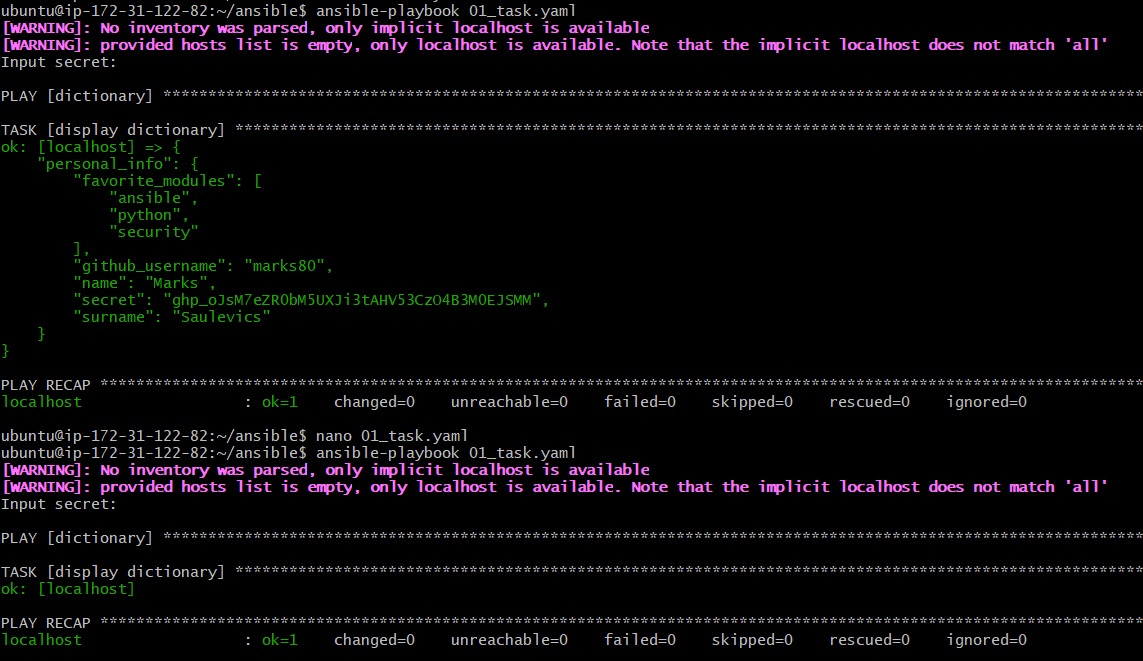 ubuntu@ip-172-31-122-82:~/ansible$ ansible-playbook 01_task.yaml
[WARNING]: No inventory was parsed, only implicit localhost is available
[WARNING]: provided hosts list is empty, only localhost is available. Note that the implicit localhost does not match 'all'
Input secret:
PLAY [dictionary] *************************************************************************************************************
TASK [display dictionary] *****************************************************************************************************
ok: [localhost] => {
"personal_info": {
"favorite_modules": [
"ansible",
"python",
"security"
],
"github_username": "marks80",
"name": "Marks",
"secret":
"surname": "Saulevics"
}
}
PLAY RECAP ********************************************************************************************************************
localhost : ok=1 changed=0 unreachable=0 failed=0 skipped=0 rescued=0 ignored=0
ubuntu@ip-172-31-122-82:~/ansible$ nano 01_task.yaml
ubuntu@ip-172-31-122-82:~/ansible$ ansible-playbook 01_task.yaml
[WARNING]: No inventory was parsed, only implicit localhost is available
[WARNING]: provided hosts list is empty, only localhost is available. Note that the implicit localhost does not match 'all'
Input secret:
PLAY [dictionary] *************************************************************************************************************
TASK [display dictionary] *****************************************************************************************************
ok: [localhost]
PLAY RECAP ********************************************************************************************************************
localhost : ok=1 changed=0 unreachable=0 failed=0 skipped=0 rescued=0 ignored=0